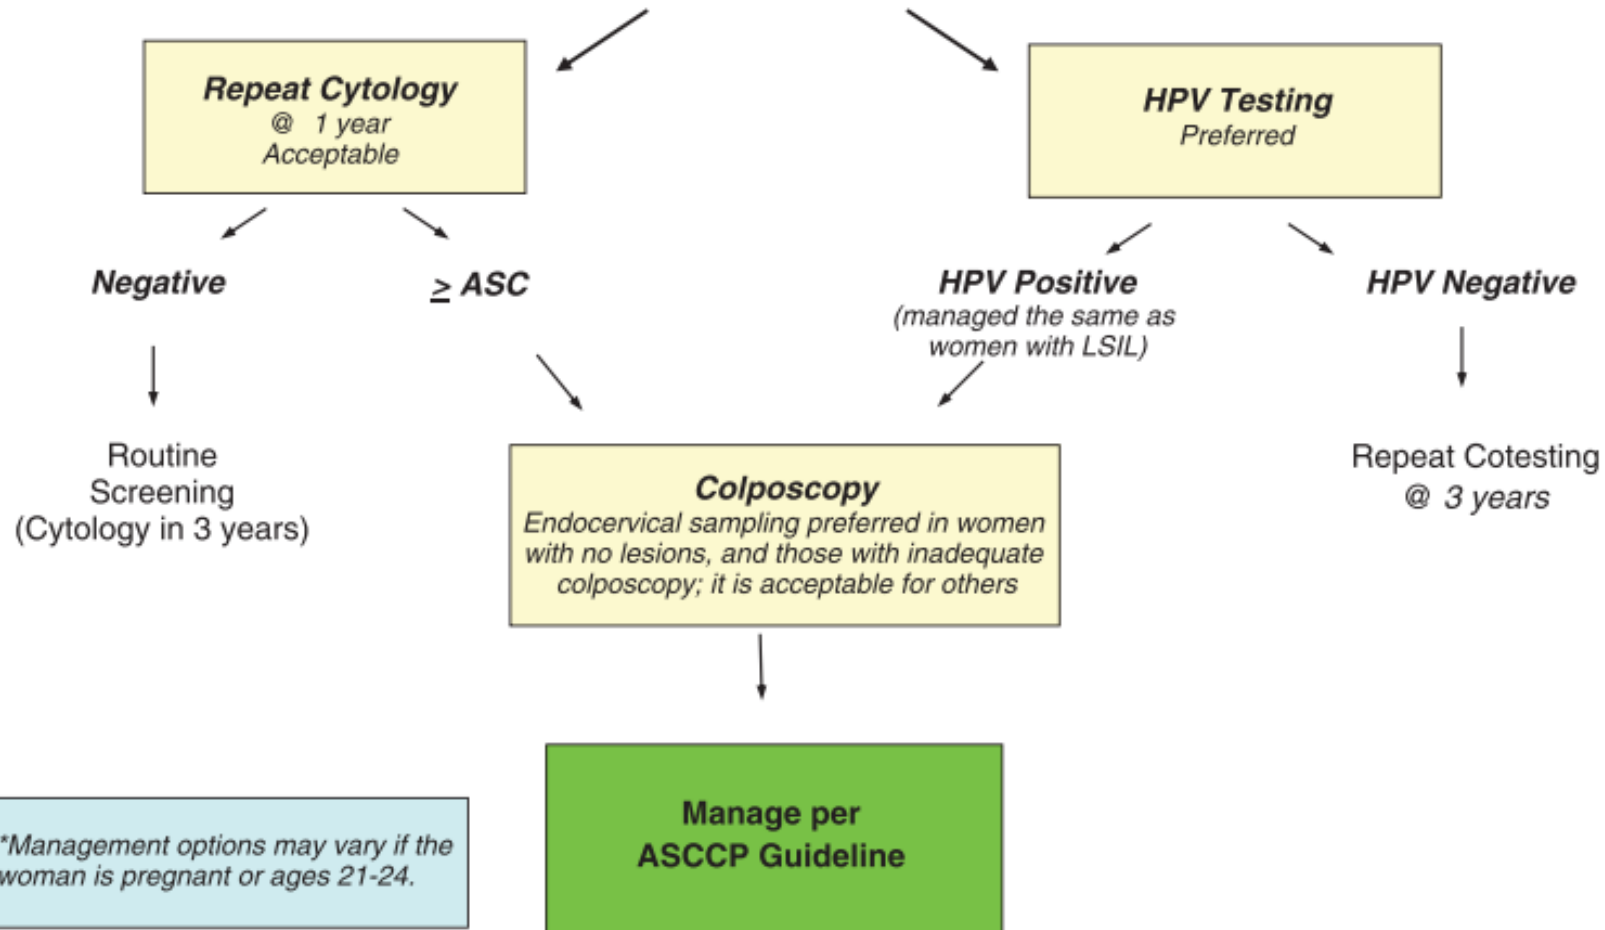 Repeat Cytology
@ 1 year
Acceptable
HPV Testing
Preferred
Negative
≥ ASC
HPV Positive
(managed the same as
women with LSIL)
HPV Negative
Routine
Screening
(Cytology in 3 years)
Colposcopy
Endocervical sampling preferred in women
with no lesions, and those with inadequate
colposcopy; it is acceptable for others
Repeat Cotesting
@ 3 years
Manage per
ASCCP Guideline
*Management options may vary if the
woman is pregnant or ages 21-24.